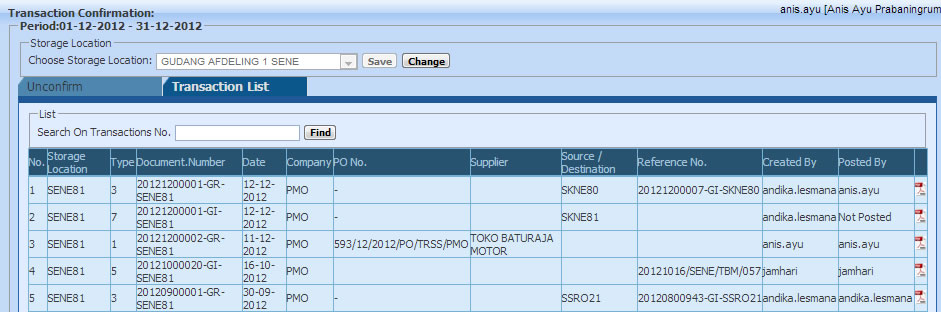 Transaction Confirmation:
anis.ayu [Anis Ayu Prabaningrum
Period:01-12-2012 - 31-12-2012
Storage Location
Choose Storage Location: GUDANG AFDELING 1 SENE Save Change
Unconfirm Transaction List
List
Search On Transactions No. Find
No. Storage Location Type Document.Number Date Company PO No. Supplier Source / Destination Reference No. Created By Posted By
1 SENE81 3 20121200001-GR-SENE81 12-12-2012 PMO - SKNE80 20121200007-GI-SKNE80 andika.lesmana anis.ayu
2 SENE81 7 20121200001-GI-SENE81 12-12-2012 PMO - SKNE81 andika.lesmana Not Posted
3 SENE81 1 20121200002-GR-SENE81 11-12-2012 PMO 593/12/2012/PO/TRSS/PMO TOKO BATURAJA MOTOR anis.ayu anis.ayu
4 SENE81 5 20121000020-GI-SENE81 16-10-2012 PMO 20121016/SENE/TBM/057 jamhari jamhari
5 SENE81 3 20120900001-GR-SENE81 30-09-2012 PMO - SSRO21 20120800943-GI-SSRO21 andika.lesmana andika.lesmana